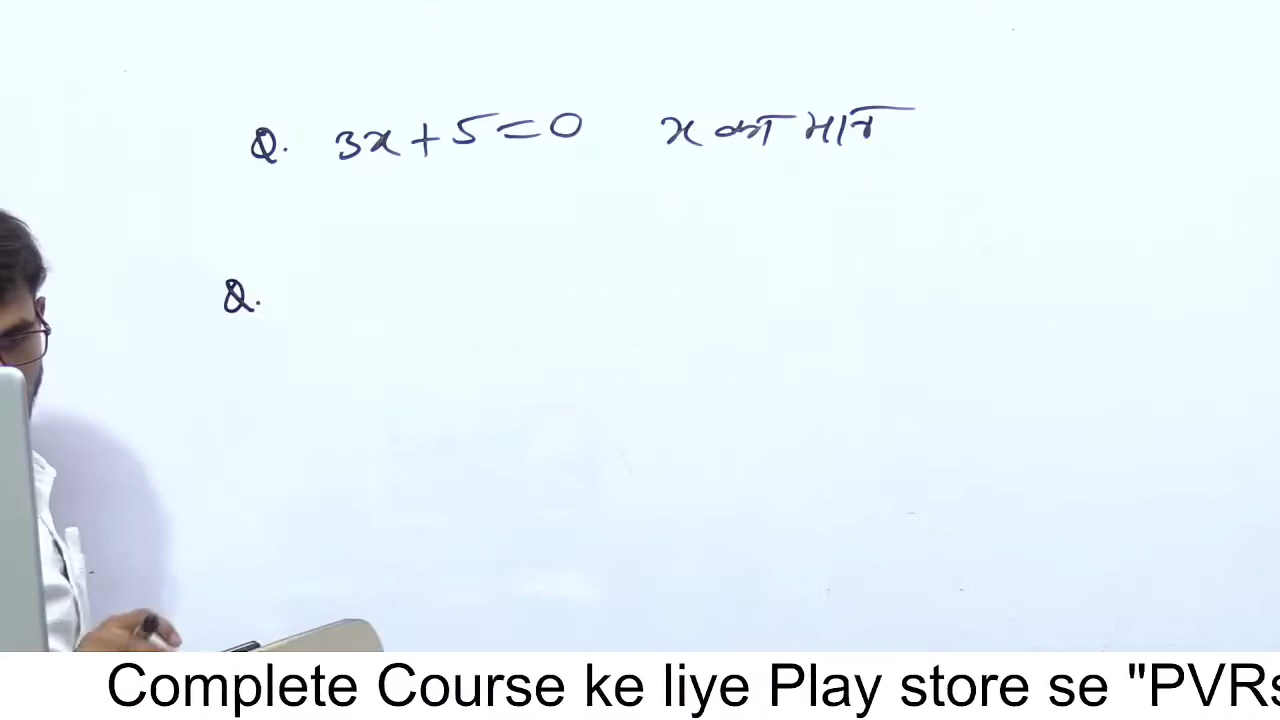 Q. 3x + 5 = 0 x का मान
Q.
Complete Course ke liye Play store se "PVRs